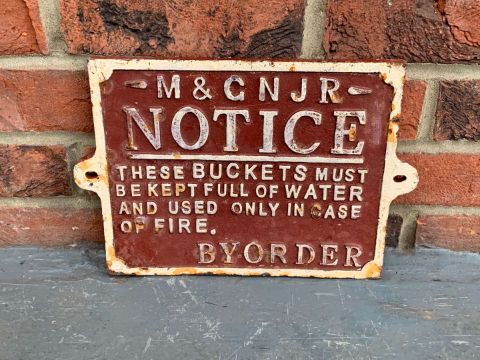 M & G N J R
NOTICE
THESE BUCKETS MUST
BE KEPT FULL OF WATER
AND USED ONLY IN CASE
OF FIRE.
BY ORDER